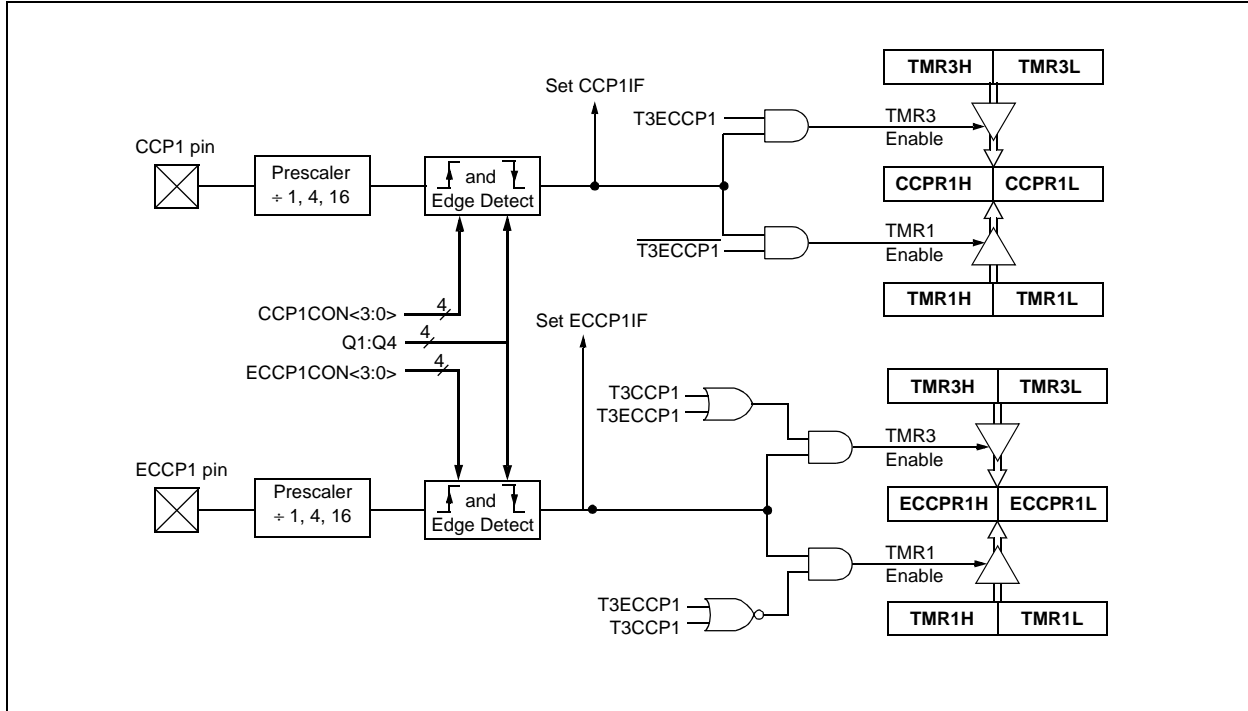 TMR3H TMR3L
Set CCP1IF
T3ECCP1
TMR3
Enable
CCP1 pin
Prescaler
÷ 1, 4, 16
and
Edge Detect
CCPR1H CCPR1L
T3ECCP1
TMR1
Enable
TMR1H TMR1L
CCP1CON<3:0> 4
Q1:Q4 4
ECCP1CON<3:0> 4
Set ECCP1IF
TMR3H TMR3L
T3CCP1
T3ECCP1
TMR3
Enable
ECCP1 pin
Prescaler
÷ 1, 4, 16
and
Edge Detect
ECCPR1H ECCPR1L
TMR1
Enable
T3ECCP1
T3CCP1
TMR1H TMR1L